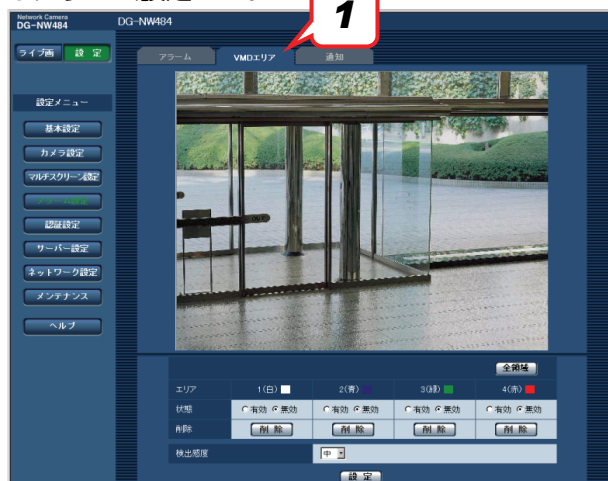 Network Camera
DG-NW484
DG-NW484
1
ライブ画 設 定
アラーム VMDエリア 通知
設定メニュー
基本設定
カメラ設定
マルチスクリーン設定
アラーム設定
認証設定
サーバー設定
ネットワーク設定
メンテナンス
ヘルプ
全領域
エリア 1(白) 2(青) 3(緑) 4(赤)
状態 有効 無効 有効 無効 有効 無効 有効 無効
削除 削 除 削 除 削 除 削 除
検出感度 中
設 定